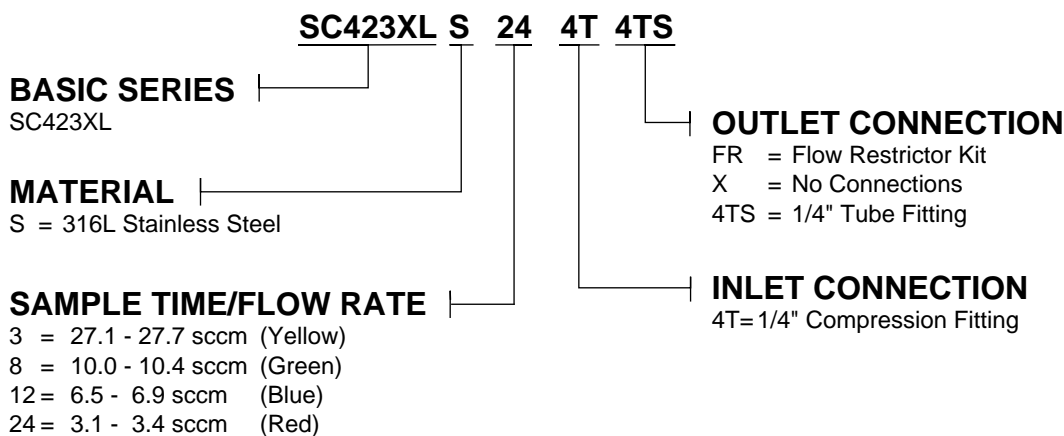 SC423XL S 24 4T 4TS
BASIC SERIES
SC423XL
MATERIAL
S = 316L Stainless Steel
SAMPLE TIME/FLOW RATE
3 = 27.1 - 27.7 sccm (Yellow)
8 = 10.0 - 10.4 sccm (Green)
12 = 6.5 - 6.9 sccm (Blue)
24 = 3.1 - 3.4 sccm (Red)
OUTLET CONNECTION
FR = Flow Restrictor Kit
X = No Connections
4TS = 1/4" Tube Fitting
INLET CONNECTION
4T= 1/4" Compression Fitting